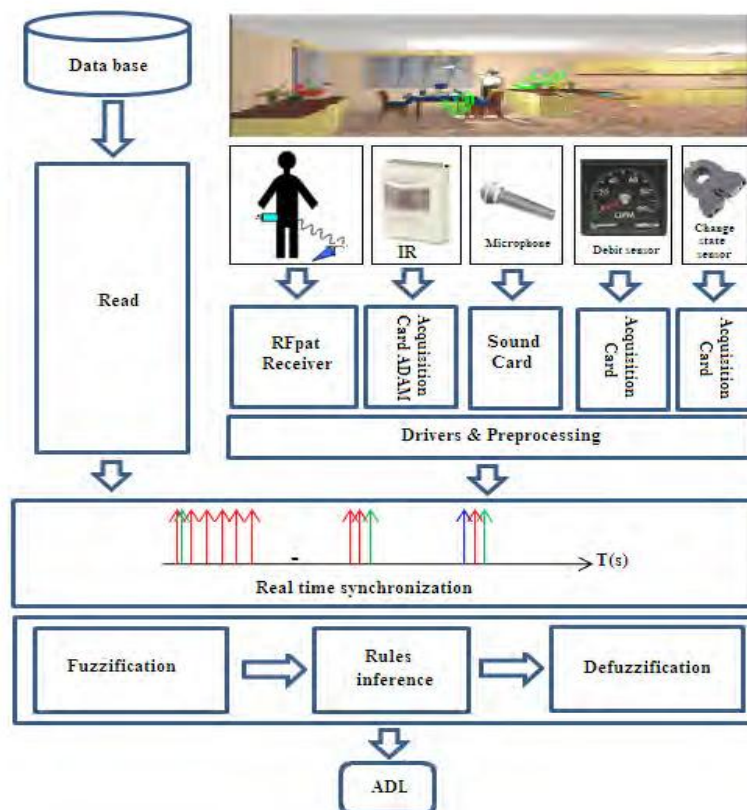 Data base
Read
IR
Microphone
Debit sensor
Change
state
sensor
RFpat
Receiver
Acquisition
Card ADAM
Sound
Card
Acquisition
Card
Acquisition
Card
Drivers & Preprocessing
T(s)
Real time synchronization
Fuzzification
Rules
inference
Defuzzification
ADL